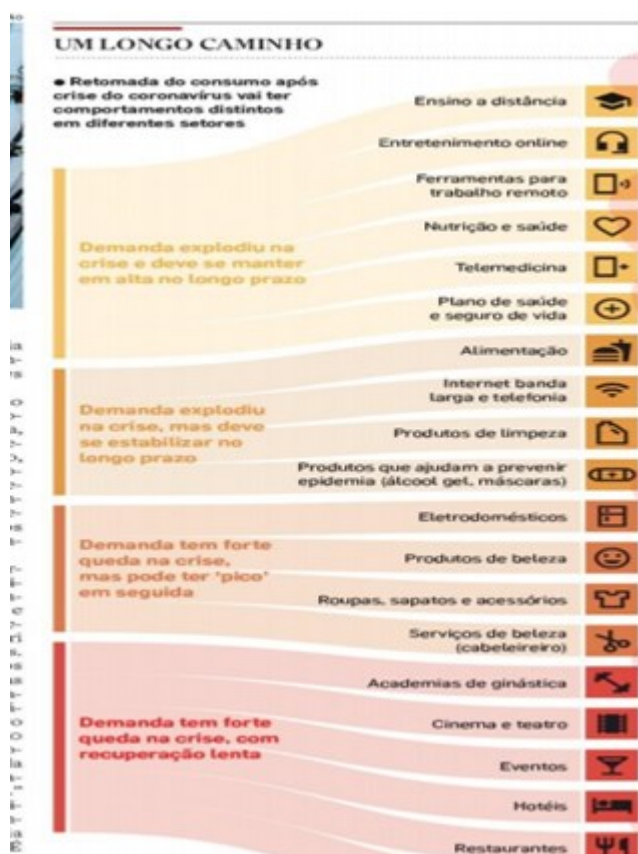 UM LONGO CAMINHO
● Retomada do consumo após
crise do coronavírus vai ter
comportamentos distintos
em diferentes setores
Demanda explodiu na
crise e deve se manter
em alta no longo prazo
Ensino a distância
Entretenimento online
Ferramentas para
trabalho remoto
Nutrição e saúde
Telemedicina
Plano de saúde
e seguro de vida
Demanda explodiu
na crise, mas deve
se estabilizar no
longo prazo
Alimentação
Internet banda
larga e telefonia
Produtos de limpeza
Produtos que ajudam a prevenir
epidemia (álcool gel, máscaras)
Demanda tem forte
queda na crise,
mas pode ter 'pico'
em seguida
Eletrodomésticos
Produtos de beleza
Roupas, sapatos e acessórios
Serviços de beleza
(cabeleireiro)
Demanda tem forte
queda na crise, com
recuperação lenta
Academias de ginástica
Cinema e teatro
Eventos
Hotéis
Restaurantes